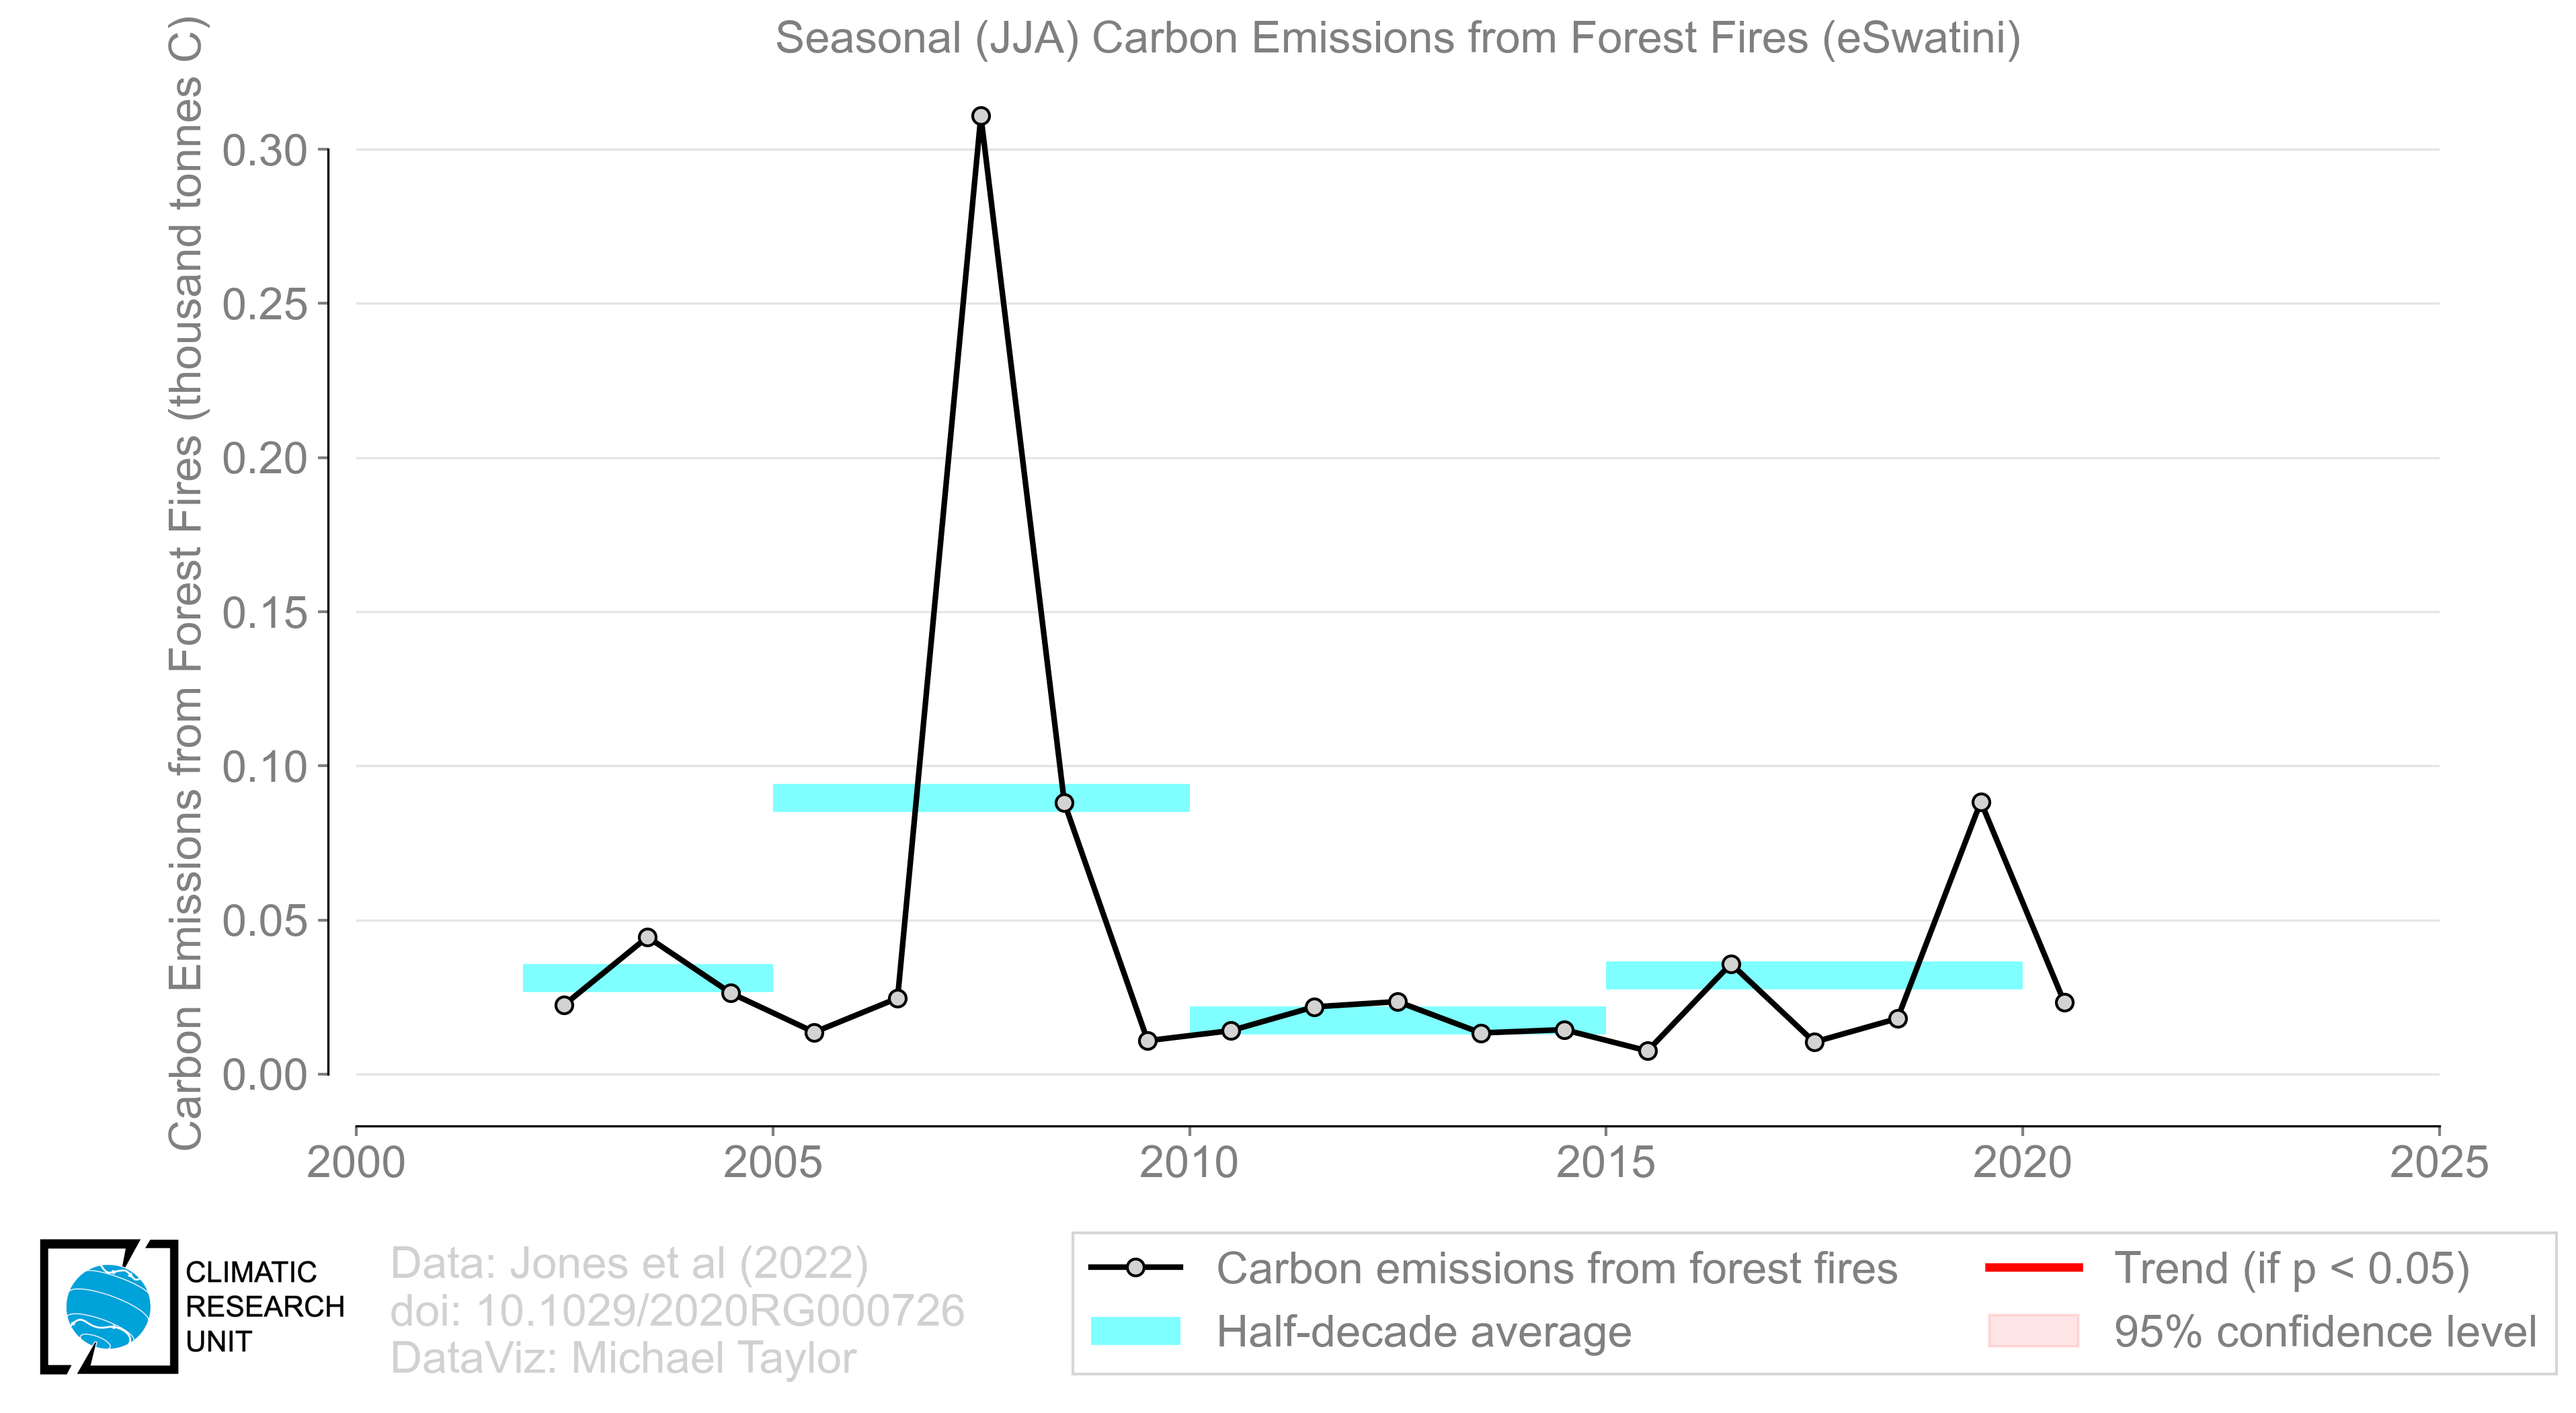 Seasonal (JJA) Carbon Emissions from Forest Fires (eSwatini)
Carbon Emissions from Forest Fires (thousand tonnes C)
0.30
0.25
0.20
0.15
0.10
0.05
0.00
2000 2005 2010 2015 2020 2025
CLIMATIC
RESEARCH
UNIT
Data: Jones et al (2022)
doi: 10.1029/2020RG000726
DataViz: Michael Taylor
Carbon emissions from forest fires
Half-decade average
Trend (if p < 0.05)
95% confidence level